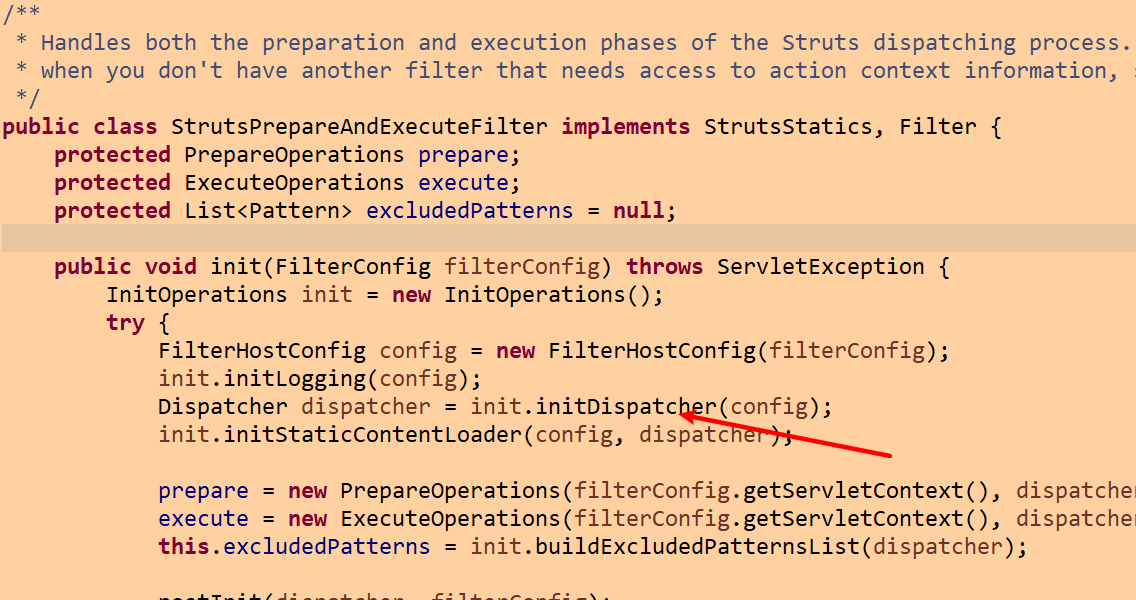 /**
 * Handles both the preparation and execution phases of the Struts dispatching process.
 * when you don't have another filter that needs access to action context information,
 */
public class StrutsPrepareAndExecuteFilter implements StrutsStatics, Filter {
    protected PrepareOperations prepare;
    protected ExecuteOperations execute;
    protected List<Pattern> excludedPatterns = null;
    public void init(FilterConfig filterConfig) throws ServletException {
        InitOperations init = new InitOperations();
        try {
            FilterHostConfig config = new FilterHostConfig(filterConfig);
            init.initLogging(config);
            Dispatcher dispatcher = init.initDispatcher(config);
            init.initStaticContentLoader(config, dispatcher);
            prepare = new PrepareOperations(filterConfig.getServletContext(), dispatcher
            execute = new ExecuteOperations(filterConfig.getServletContext(), dispatcher
            this.excludedPatterns = init.buildExcludedPatternsList(dispatcher);
            postInit(dispatcher, filterConfig);